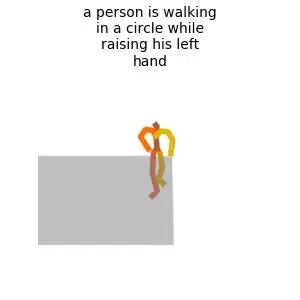 a person is walking
in a circle while
raising his left
hand